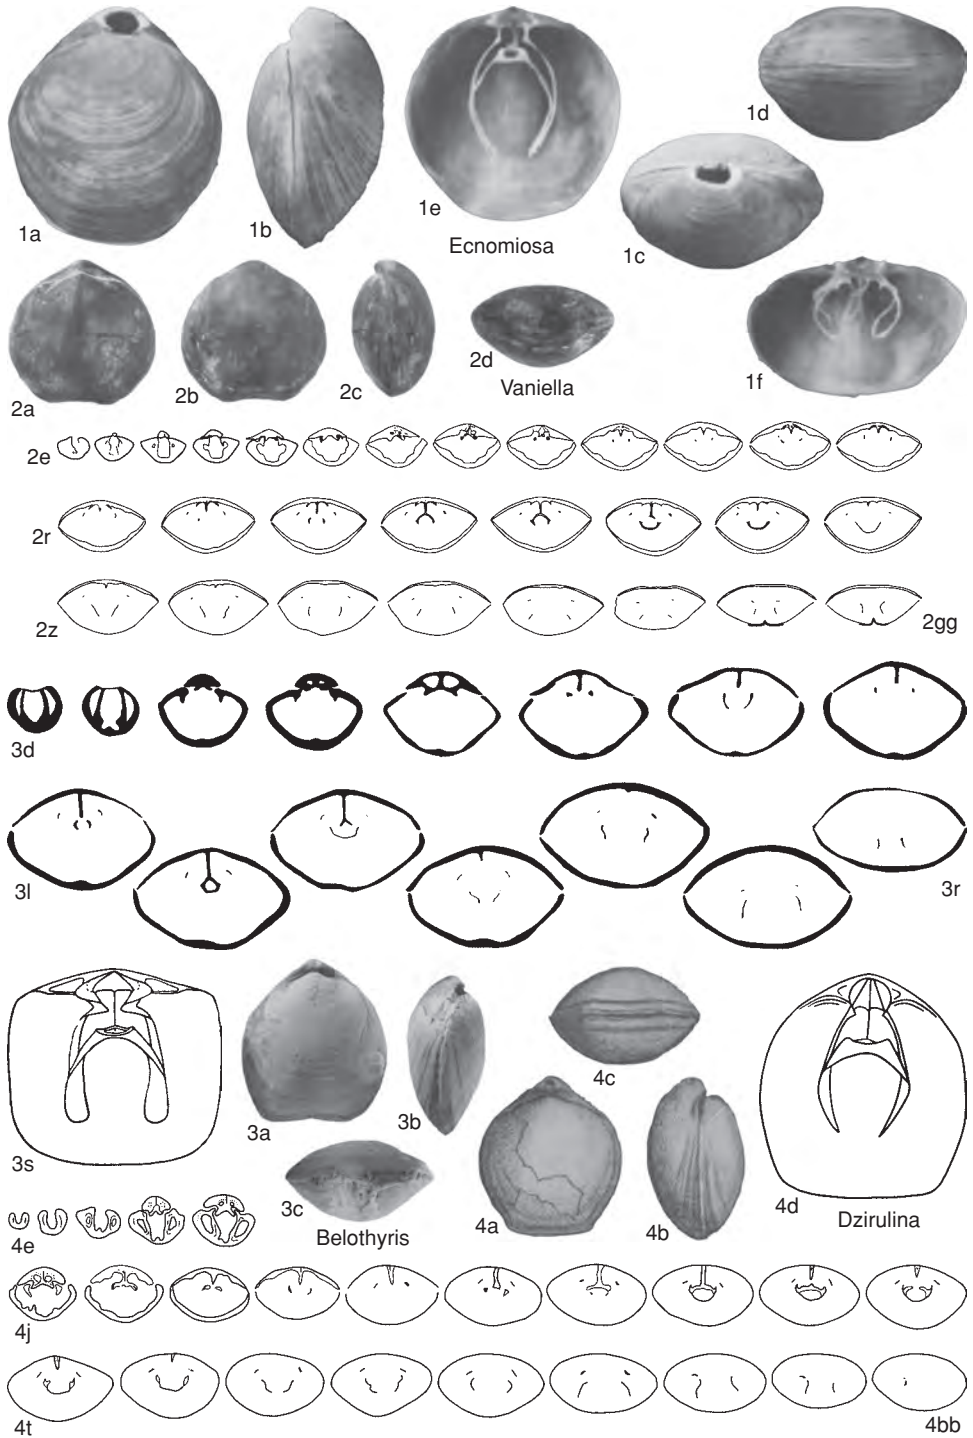 1a
1b
1e
Ecnomiosa
1d
1c
1f
2a
2b
2c
2d
Vaniella
2e
2r
2z
2gg
3d
3l
3r
3s
3a
3b
3c
Belothyris
4c
4a
4b
4d
Dzirulina
4e
4j
4t
4bb